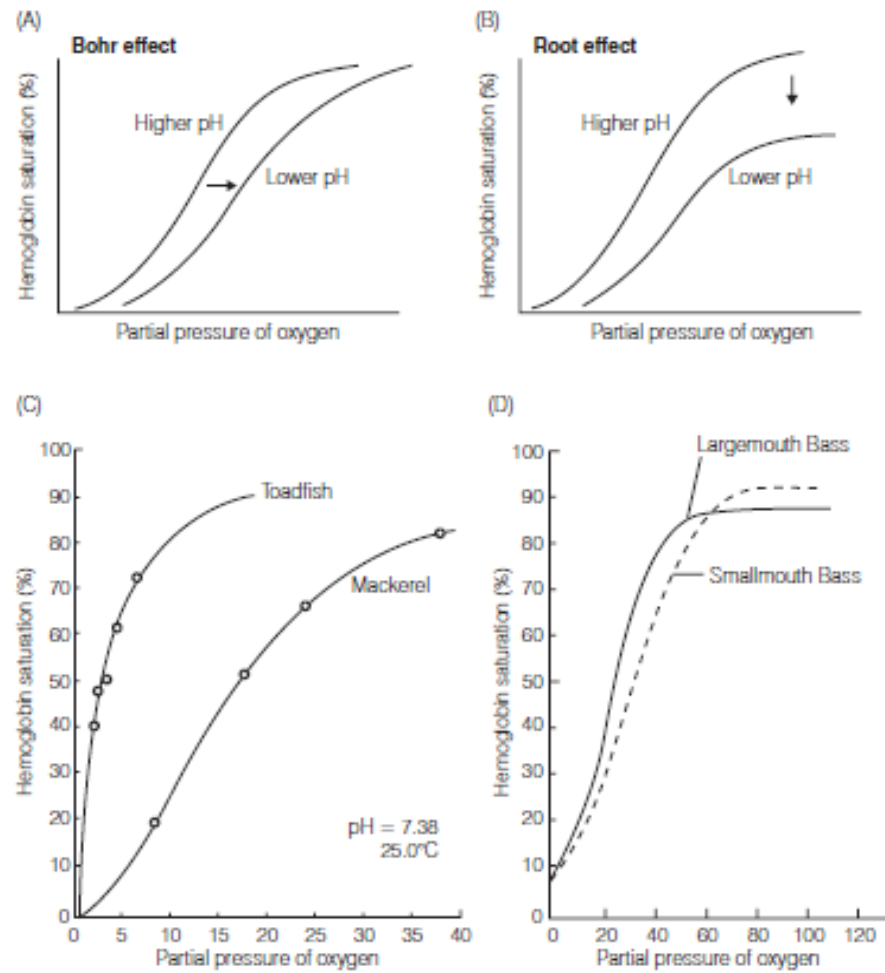 (A)
Bohr effect
Hemoglobin saturation (%)
Higher pH
Lower pH
Partial pressure of oxygen
(B)
Root effect
Hemoglobin saturation (%)
Higher pH
Lower pH
Partial pressure of oxygen
(C)
Hemoglobin saturation (%)
100
90
80
70
60
50
40
30
20
10
0
Toadfish
Mackerel
pH = 7.38
25.0°C
0 5 10 15 20 25 30 35 40
Partial pressure of oxygen
(D)
Hemoglobin saturation (%)
100
90
80
70
60
50
40
30
20
10
0
Largemouth Bass
Smallmouth Bass
0 20 40 60 80 100 120
Partial pressure of oxygen